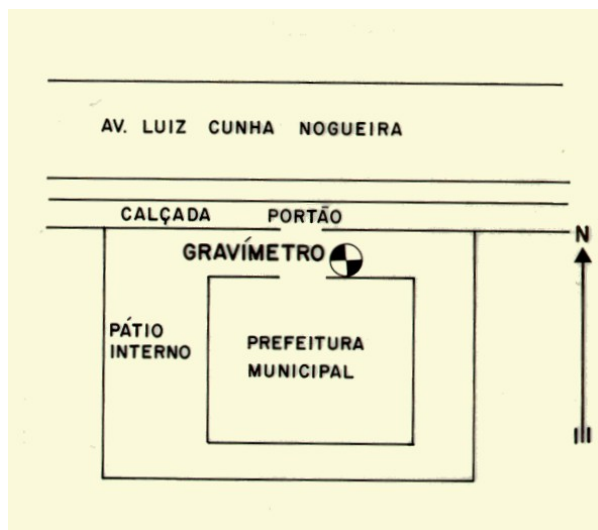 AV. LUIZ CUNHA NOGUEIRA
CALÇADA PORTÃO
N
GRAVÍMETRO
PÁTIO
INTERNO
PREFEITURA
MUNICIPAL